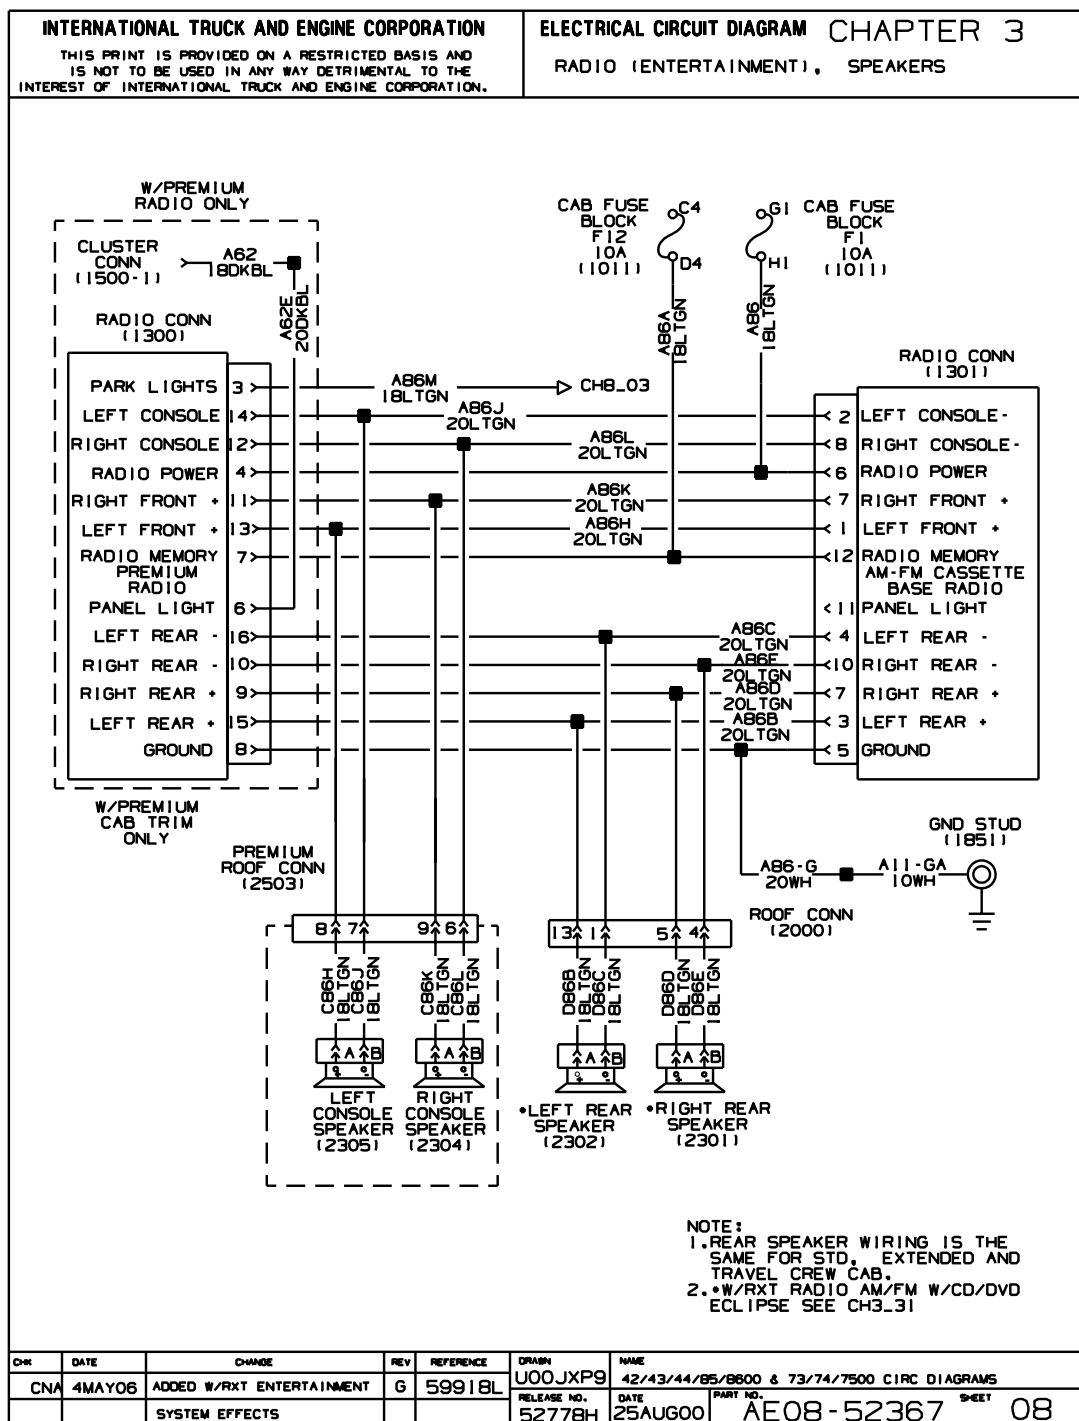 INTERNATIONAL TRUCK AND ENGINE CORPORATION
THIS PRINT IS PROVIDED ON A RESTRICTED BASIS AND
IS NOT TO BE USED IN ANY WAY DETRIMENTAL TO THE
INTEREST OF INTERNATIONAL TRUCK AND ENGINE CORPORATION.
ELECTRICAL CIRCUIT DIAGRAM CHAPTER 3
RADIO (ENTERTAINMENT), SPEAKERS
W/PREMIUM
RADIO ONLY
CLUSTER
CONN
(1500-1)
A62
18DKBL
A62E
20DKBL
CAB FUSE
BLOCK
F12
10A
(1011)
C4
D4
G1
H1
CAB FUSE
BLOCK
F1
10A
(1011)
A86A
18LTGN
A86
18LTGN
RADIO CONN
(1300)
PARK LIGHTS 3
LEFT CONSOLE 14
RIGHT CONSOLE 12
RADIO POWER 4
RIGHT FRONT + 11
LEFT FRONT + 13
RADIO MEMORY 7
PREMIUM
RADIO
PANEL LIGHT 6
LEFT REAR - 16
RIGHT REAR - 10
RIGHT REAR + 9
LEFT REAR + 15
GROUND 8
W/PREMIUM
CAB TRIM
ONLY
A86M
18LTGN
CH8_03
A86J
20LTGN
A86L
20LTGN
A86K
20LTGN
A86H
20LTGN
A86C
20LTGN
A86E
20LTGN
A86D
20LTGN
A86B
20LTGN
RADIO CONN
(1301)
2 LEFT CONSOLE-
8 RIGHT CONSOLE-
6 RADIO POWER
7 RIGHT FRONT +
1 LEFT FRONT +
12 RADIO MEMORY
AM-FM CASSETTE
BASE RADIO
11 PANEL LIGHT
4 LEFT REAR -
10 RIGHT REAR -
7 RIGHT REAR +
3 LEFT REAR +
5 GROUND
GND STUD
(1851)
A86-G
20WH
A11-GA
10WH
PREMIUM
ROOF CONN
(2503)
8 7 9 6
ROOF CONN
(2000)
13 1 5 4
C86H
18LTGN
C86J
18LTGN
C86K
18LTGN
C86L
18LTGN
D86B
18LTGN
D86C
18LTGN
D86D
18LTGN
D86E
18LTGN
A B
+ -
A B
+ -
A B
+ -
A B
+ -
LEFT
CONSOLE
SPEAKER
(2305)
RIGHT
CONSOLE
SPEAKER
(2304)
*LEFT REAR
SPEAKER
(2302)
*RIGHT REAR
SPEAKER
(2301)
NOTE:
1.REAR SPEAKER WIRING IS THE
SAME FOR STD, EXTENDED AND
TRAVEL CREW CAB.
2.*W/RXT RADIO AM/FM W/CD/DVD
ECLIPSE SEE CH3_31
CHK DATE CHANGE REV REFERENCE
CNA 4MAY06 ADDED W/RXT ENTERTAINMENT G 59918L
SYSTEM EFFECTS
DRAWN
U00JXP9
NAME
42/43/44/85/8600 & 73/74/7500 CIRC DIAGRAMS
RELEASE NO.
52778H
DATE
25AUG00
PART NO.
AE08-52367
SHEET
08